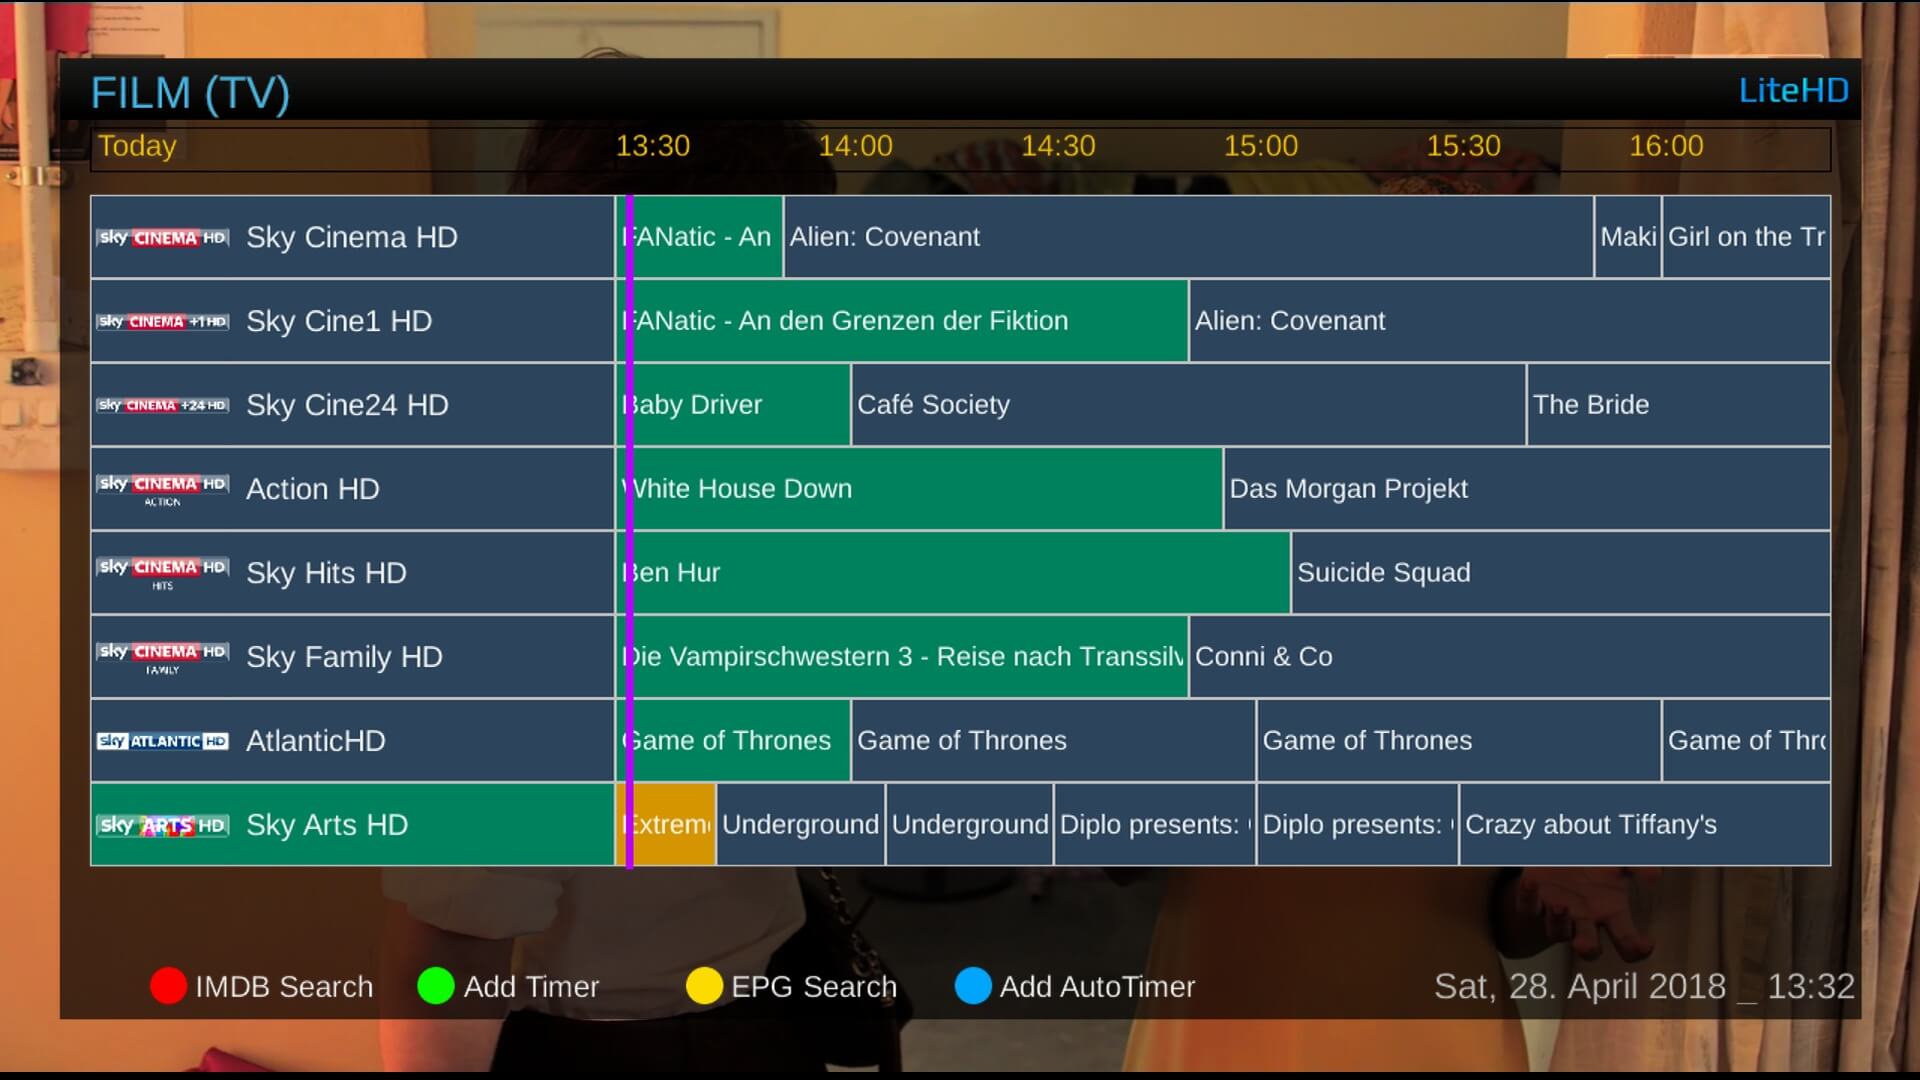 FILM (TV)
LiteHD
Today 13:30 14:00 14:30 15:00 15:30 16:00
sky CINEMA HD Sky Cinema HD FANatic - An Alien: Covenant Maki Girl on the Tr
sky CINEMA +1 HD Sky Cine1 HD FANatic - An den Grenzen der Fiktion Alien: Covenant
sky CINEMA +24 HD Sky Cine24 HD Baby Driver Café Society The Bride
sky CINEMA HD ACTION Action HD White House Down Das Morgan Projekt
sky CINEMA HD HITS Sky Hits HD Ben Hur Suicide Squad
sky CINEMA HD FAMILY Sky Family HD Die Vampirschwestern 3 - Reise nach Transsilv Conni & Co
sky ATLANTIC HD AtlanticHD Game of Thrones Game of Thrones Game of Thrones Game of Thr
sky ARTS HD Sky Arts HD Extrem Underground Underground Diplo presents: Diplo presents: Crazy about Tiffany's
IMDB Search Add Timer EPG Search Add AutoTimer Sat, 28. April 2018 _ 13:32